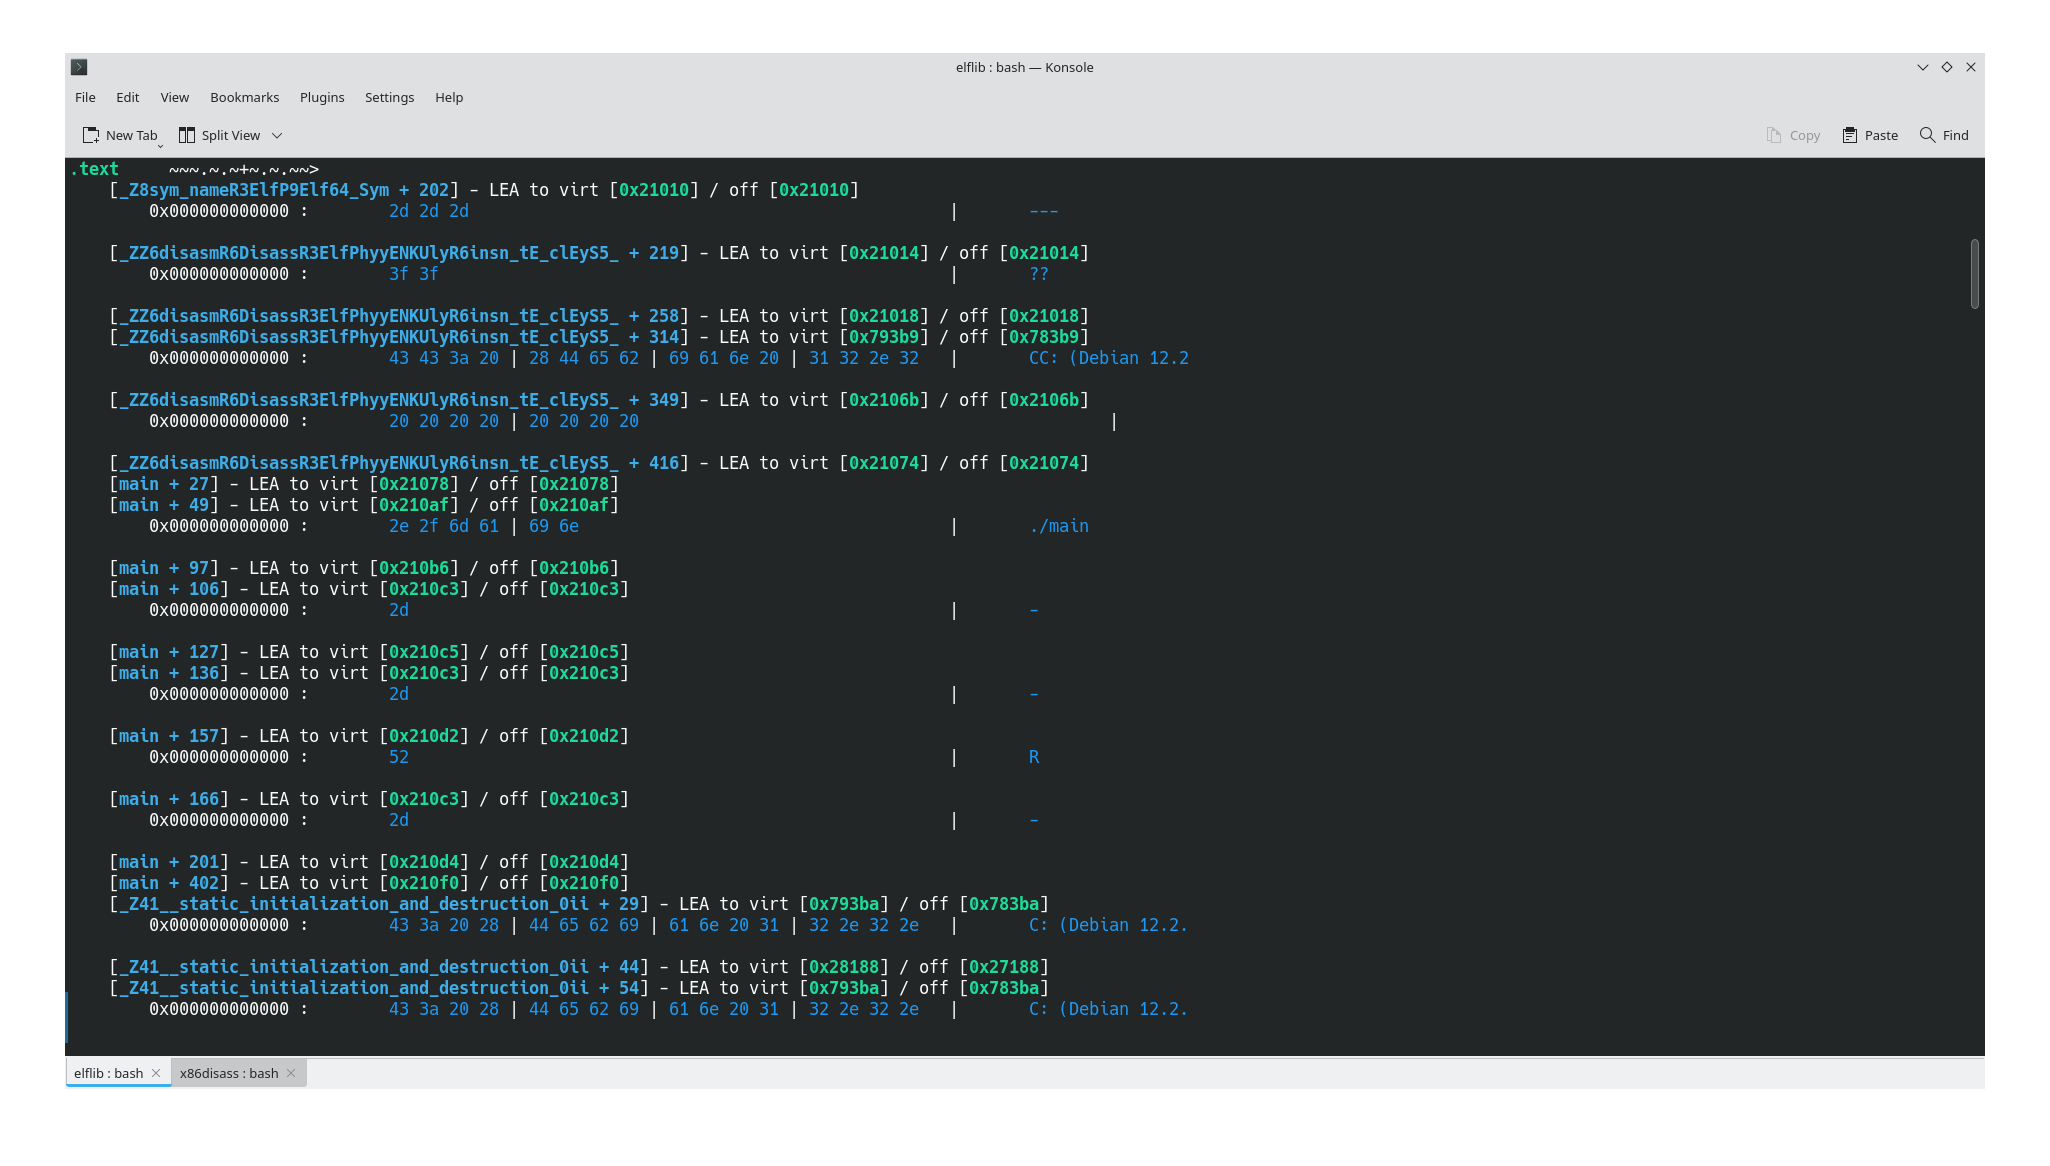 elflib : bash — Konsole
File Edit View Bookmarks Plugins Settings Help
New Tab Split View Copy Paste Find
.text ~~~.~.~+~.~.~~>
[_Z8sym_nameR3ElfP9Elf64_Sym + 202] - LEA to virt [0x21010] / off [0x21010]
0x000000000000 : 2d 2d 2d | ---
[_ZZ6disasmR6DisassR3ElfPhyyENKUlyR6insn_tE_clEyS5_ + 219] - LEA to virt [0x21014] / off [0x21014]
0x000000000000 : 3f 3f | ??
[_ZZ6disasmR6DisassR3ElfPhyyENKUlyR6insn_tE_clEyS5_ + 258] - LEA to virt [0x21018] / off [0x21018]
[_ZZ6disasmR6DisassR3ElfPhyyENKUlyR6insn_tE_clEyS5_ + 314] - LEA to virt [0x793b9] / off [0x783b9]
0x000000000000 : 43 43 3a 20 | 28 44 65 62 | 69 61 6e 20 | 31 32 2e 32 | CC: (Debian 12.2
[_ZZ6disasmR6DisassR3ElfPhyyENKUlyR6insn_tE_clEyS5_ + 349] - LEA to virt [0x2106b] / off [0x2106b]
0x000000000000 : 20 20 20 20 | 20 20 20 20 |
[_ZZ6disasmR6DisassR3ElfPhyyENKUlyR6insn_tE_clEyS5_ + 416] - LEA to virt [0x21074] / off [0x21074]
[main + 27] - LEA to virt [0x21078] / off [0x21078]
[main + 49] - LEA to virt [0x210af] / off [0x210af]
0x000000000000 : 2e 2f 6d 61 | 69 6e | ./main
[main + 97] - LEA to virt [0x210b6] / off [0x210b6]
[main + 106] - LEA to virt [0x210c3] / off [0x210c3]
0x000000000000 : 2d | -
[main + 127] - LEA to virt [0x210c5] / off [0x210c5]
[main + 136] - LEA to virt [0x210c3] / off [0x210c3]
0x000000000000 : 2d | -
[main + 157] - LEA to virt [0x210d2] / off [0x210d2]
0x000000000000 : 52 | R
[main + 166] - LEA to virt [0x210c3] / off [0x210c3]
0x000000000000 : 2d | -
[main + 201] - LEA to virt [0x210d4] / off [0x210d4]
[main + 402] - LEA to virt [0x210f0] / off [0x210f0]
[_Z41__static_initialization_and_destruction_0ii + 29] - LEA to virt [0x793ba] / off [0x783ba]
0x000000000000 : 43 3a 20 28 | 44 65 62 69 | 61 6e 20 31 | 32 2e 32 2e | C: (Debian 12.2.
[_Z41__static_initialization_and_destruction_0ii + 44] - LEA to virt [0x28188] / off [0x27188]
[_Z41__static_initialization_and_destruction_0ii + 54] - LEA to virt [0x793ba] / off [0x783ba]
0x000000000000 : 43 3a 20 28 | 44 65 62 69 | 61 6e 20 31 | 32 2e 32 2e | C: (Debian 12.2.
elflib : bash x86disass : bash